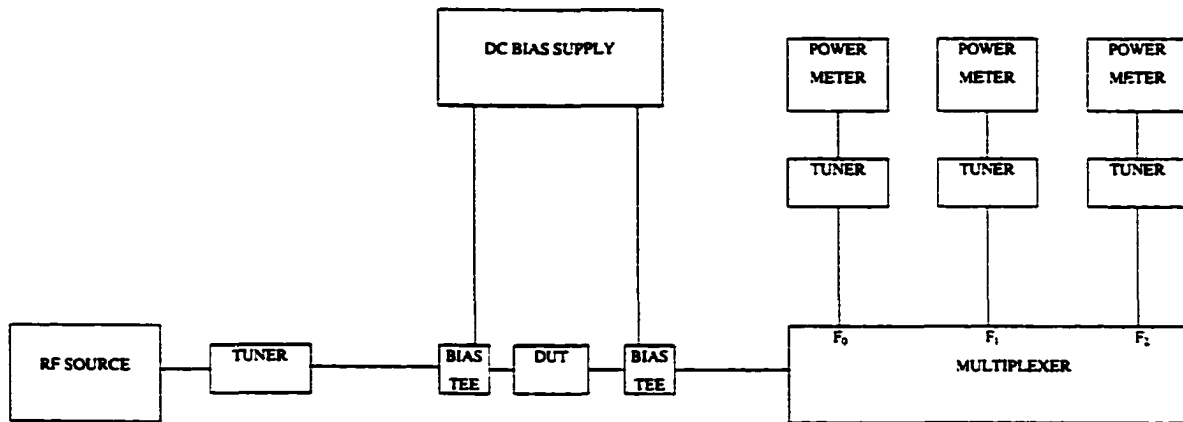 DC BIAS SUPPLY
POWER
METER
POWER
METER
POWER
METER
TUNER
TUNER
TUNER
RF SOURCE
TUNER
BIAS
TEE
DUT
BIAS
TEE
F₀
F₁
F₂
MULTIPLEXER